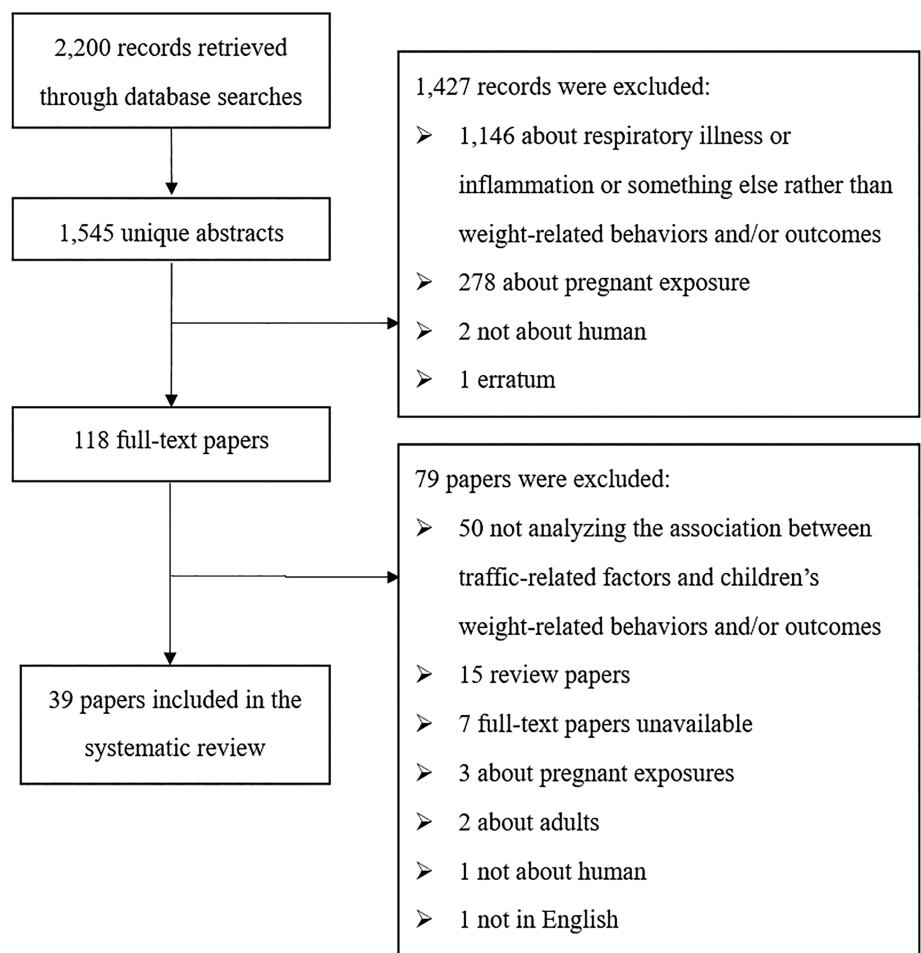 2,200 records retrieved
through database searches
1,545 unique abstracts
1,427 records were excluded:
➢ 1,146 about respiratory illness or
inflammation or something else rather than
weight-related behaviors and/or outcomes
➢ 278 about pregnant exposure
➢ 2 not about human
➢ 1 erratum
118 full-text papers
79 papers were excluded:
➢ 50 not analyzing the association between
traffic-related factors and children’s
weight-related behaviors and/or outcomes
➢ 15 review papers
➢ 7 full-text papers unavailable
➢ 3 about pregnant exposures
➢ 2 about adults
➢ 1 not about human
➢ 1 not in English
39 papers included in the
systematic review